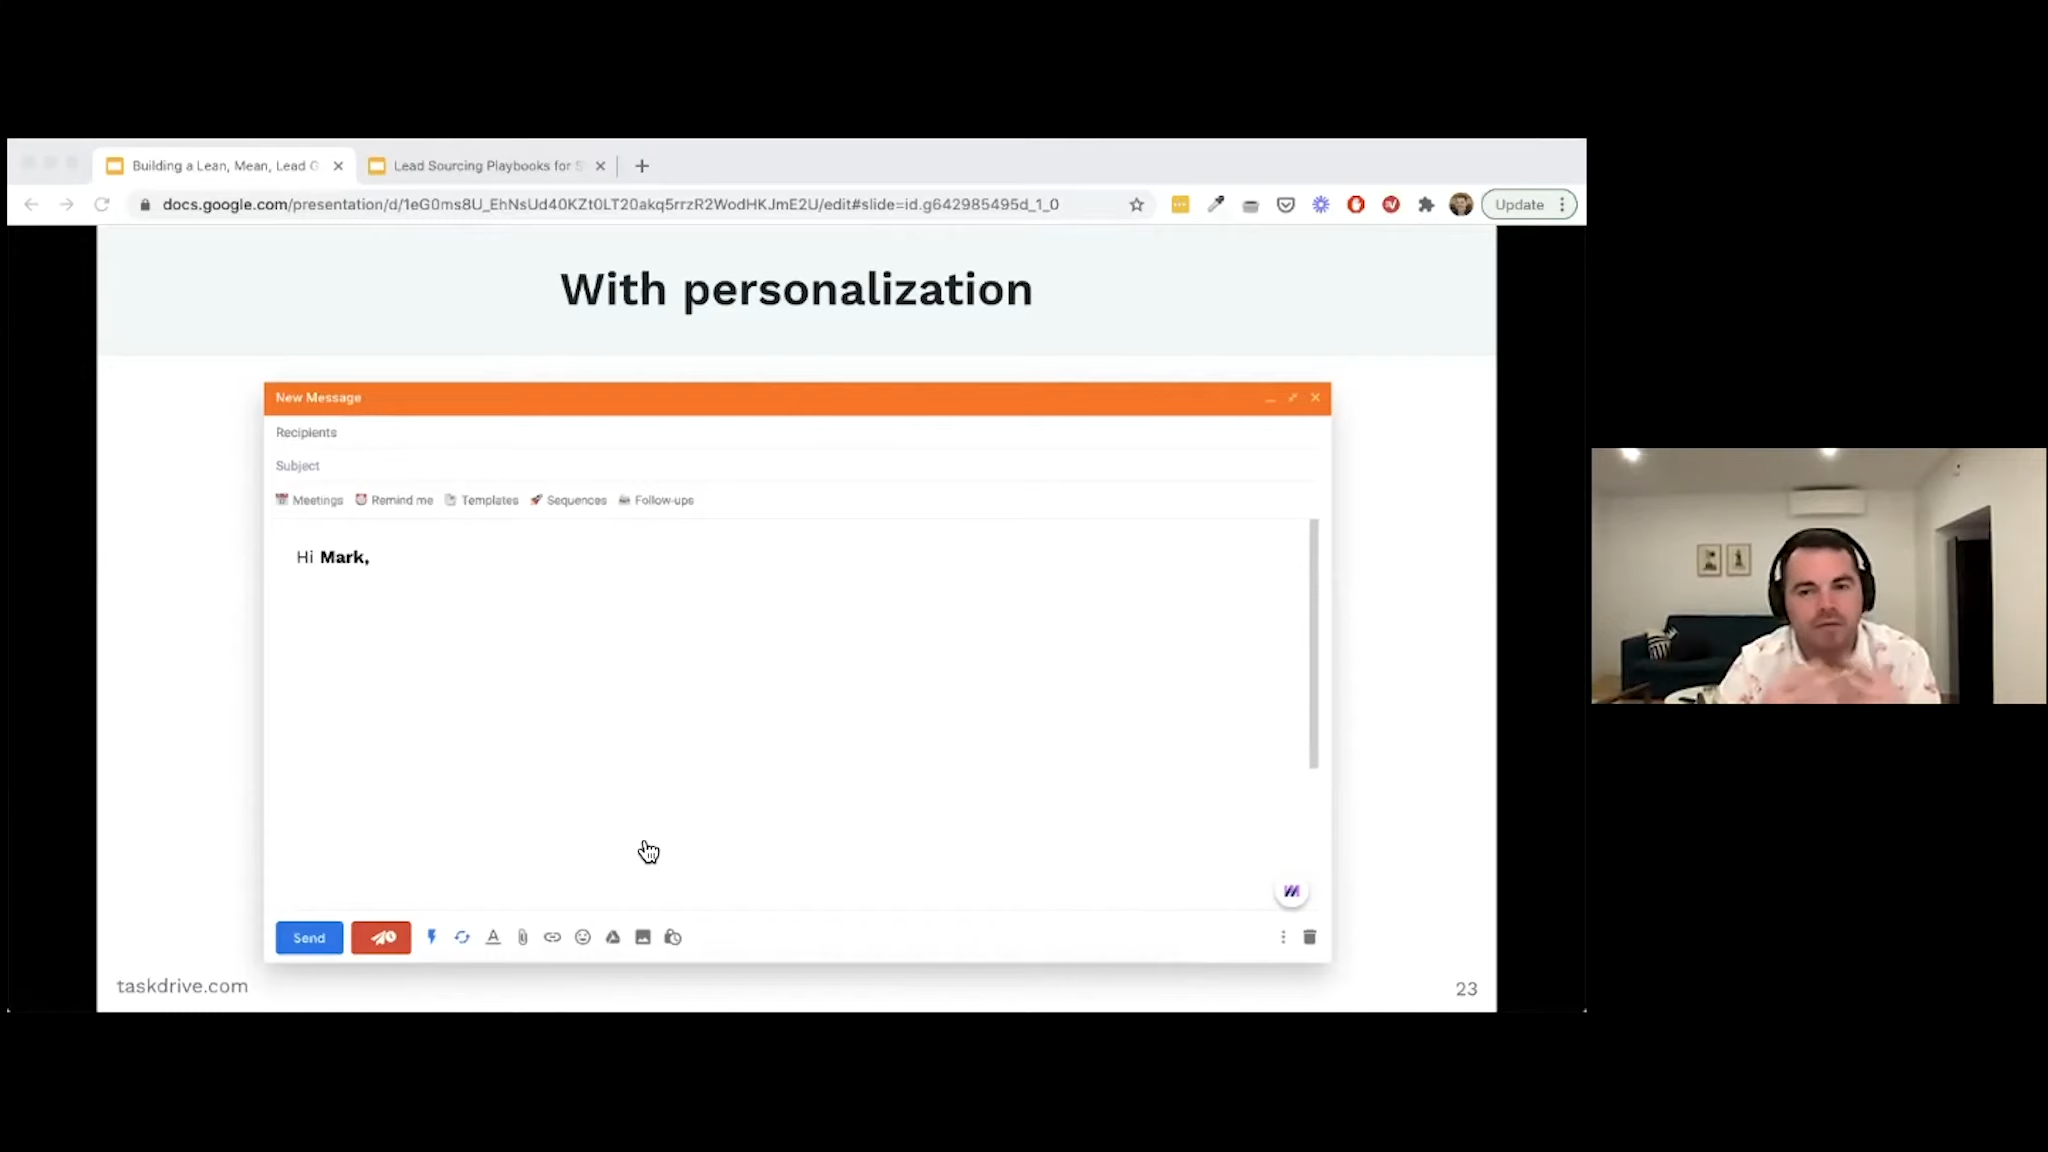 Building a Lean, Mean, Lead G
Lead Sourcing Playbooks for S
docs.google.com/presentation/d/1eG0ms8U_EhNsUd40KZt0LT20akq5rrzR2WodHKJmE2U/edit#slide=id.g642985495d_1_0
Update
With personalization
New Message
Recipients
Subject
Meetings Remind me Templates Sequences Follow-ups
Hi Mark,
Send
taskdrive.com
23